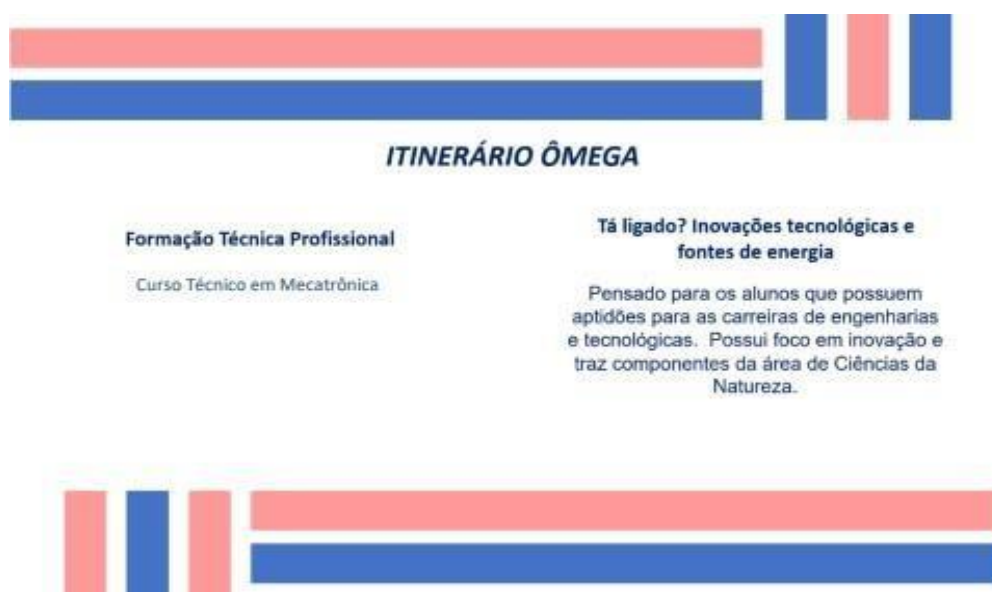 ITINERÁRIO ÔMEGA
Formação Técnica Profissional
Curso Técnico em Mecatrônica
Tá ligado? Inovações tecnológicas e
fontes de energia
Pensado para os alunos que possuem
aptidões para as carreiras de engenharias
e tecnológicas. Possui foco em inovação e
traz componentes da área de Ciências da
Natureza.